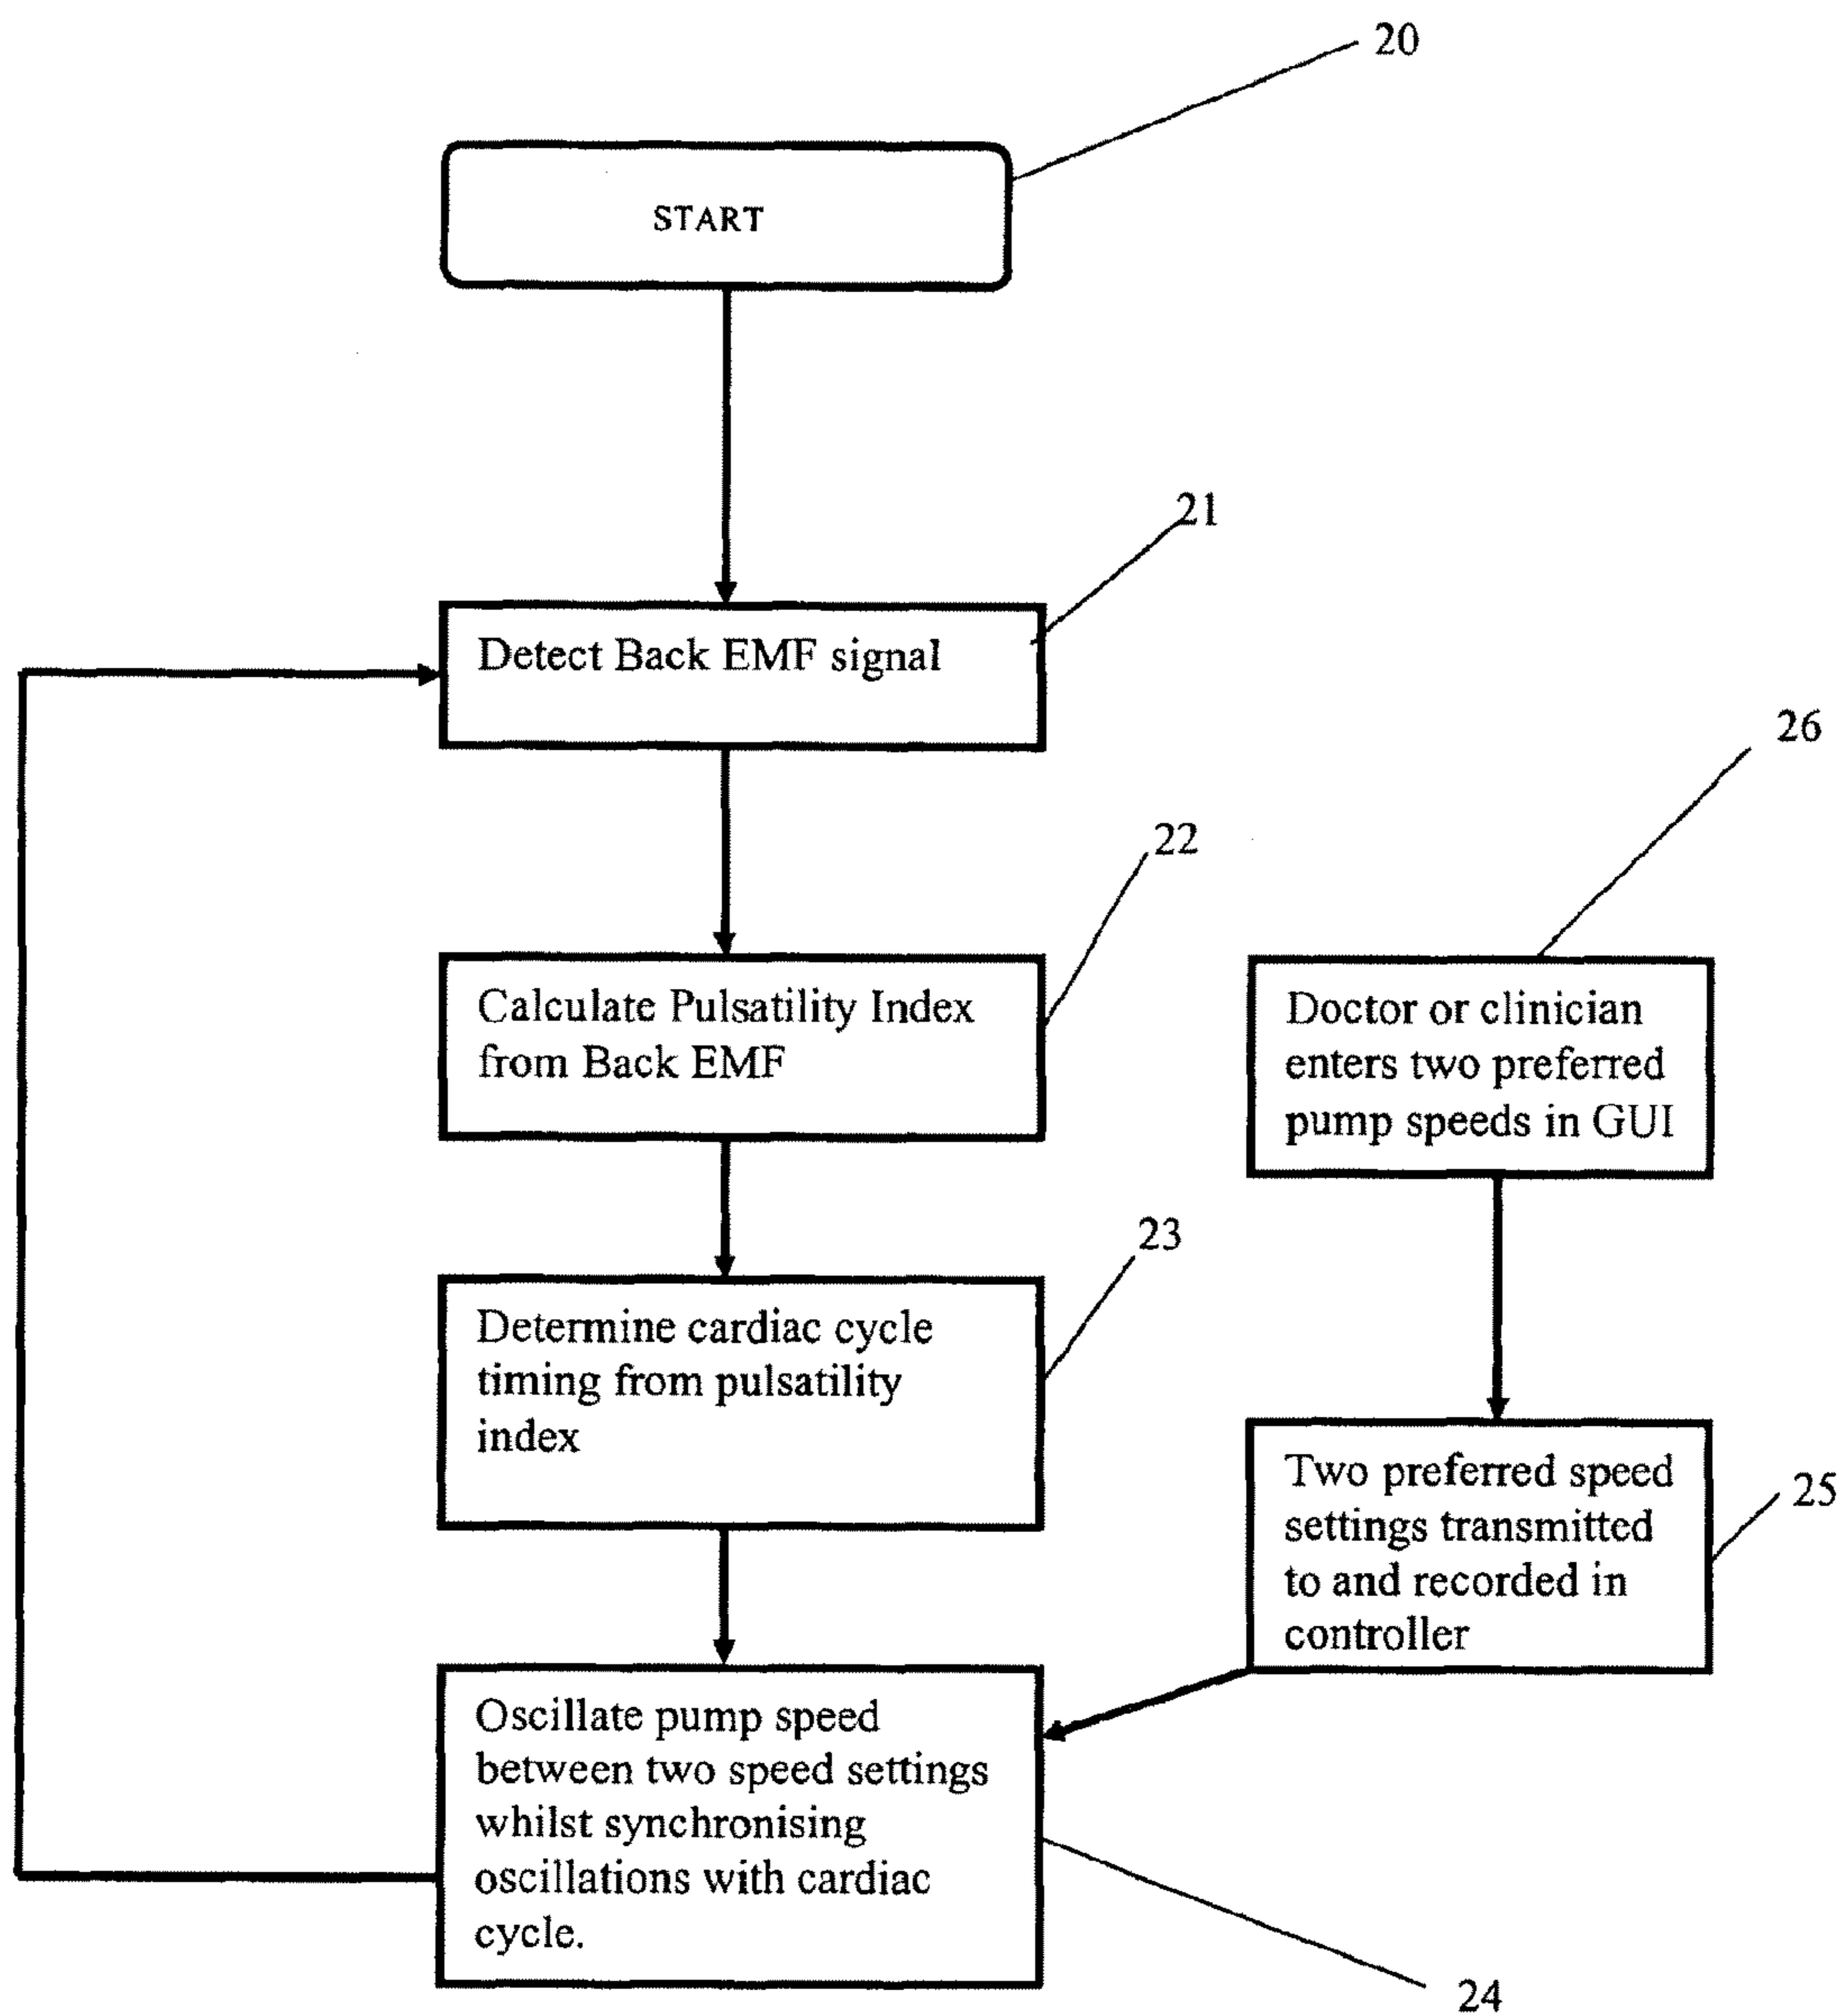 20
START
21
Detect Back EMF signal
26
22
Calculate Pulsatility Index
from Back EMF
Doctor or clinician
enters two preferred
pump speeds in GUI
23
Determine cardiac cycle
timing from pulsatility
index
Two preferred speed
settings transmitted
to and recorded in
controller
25
Oscillate pump speed
between two speed settings
whilst synchronising
oscillations with cardiac
cycle.
24